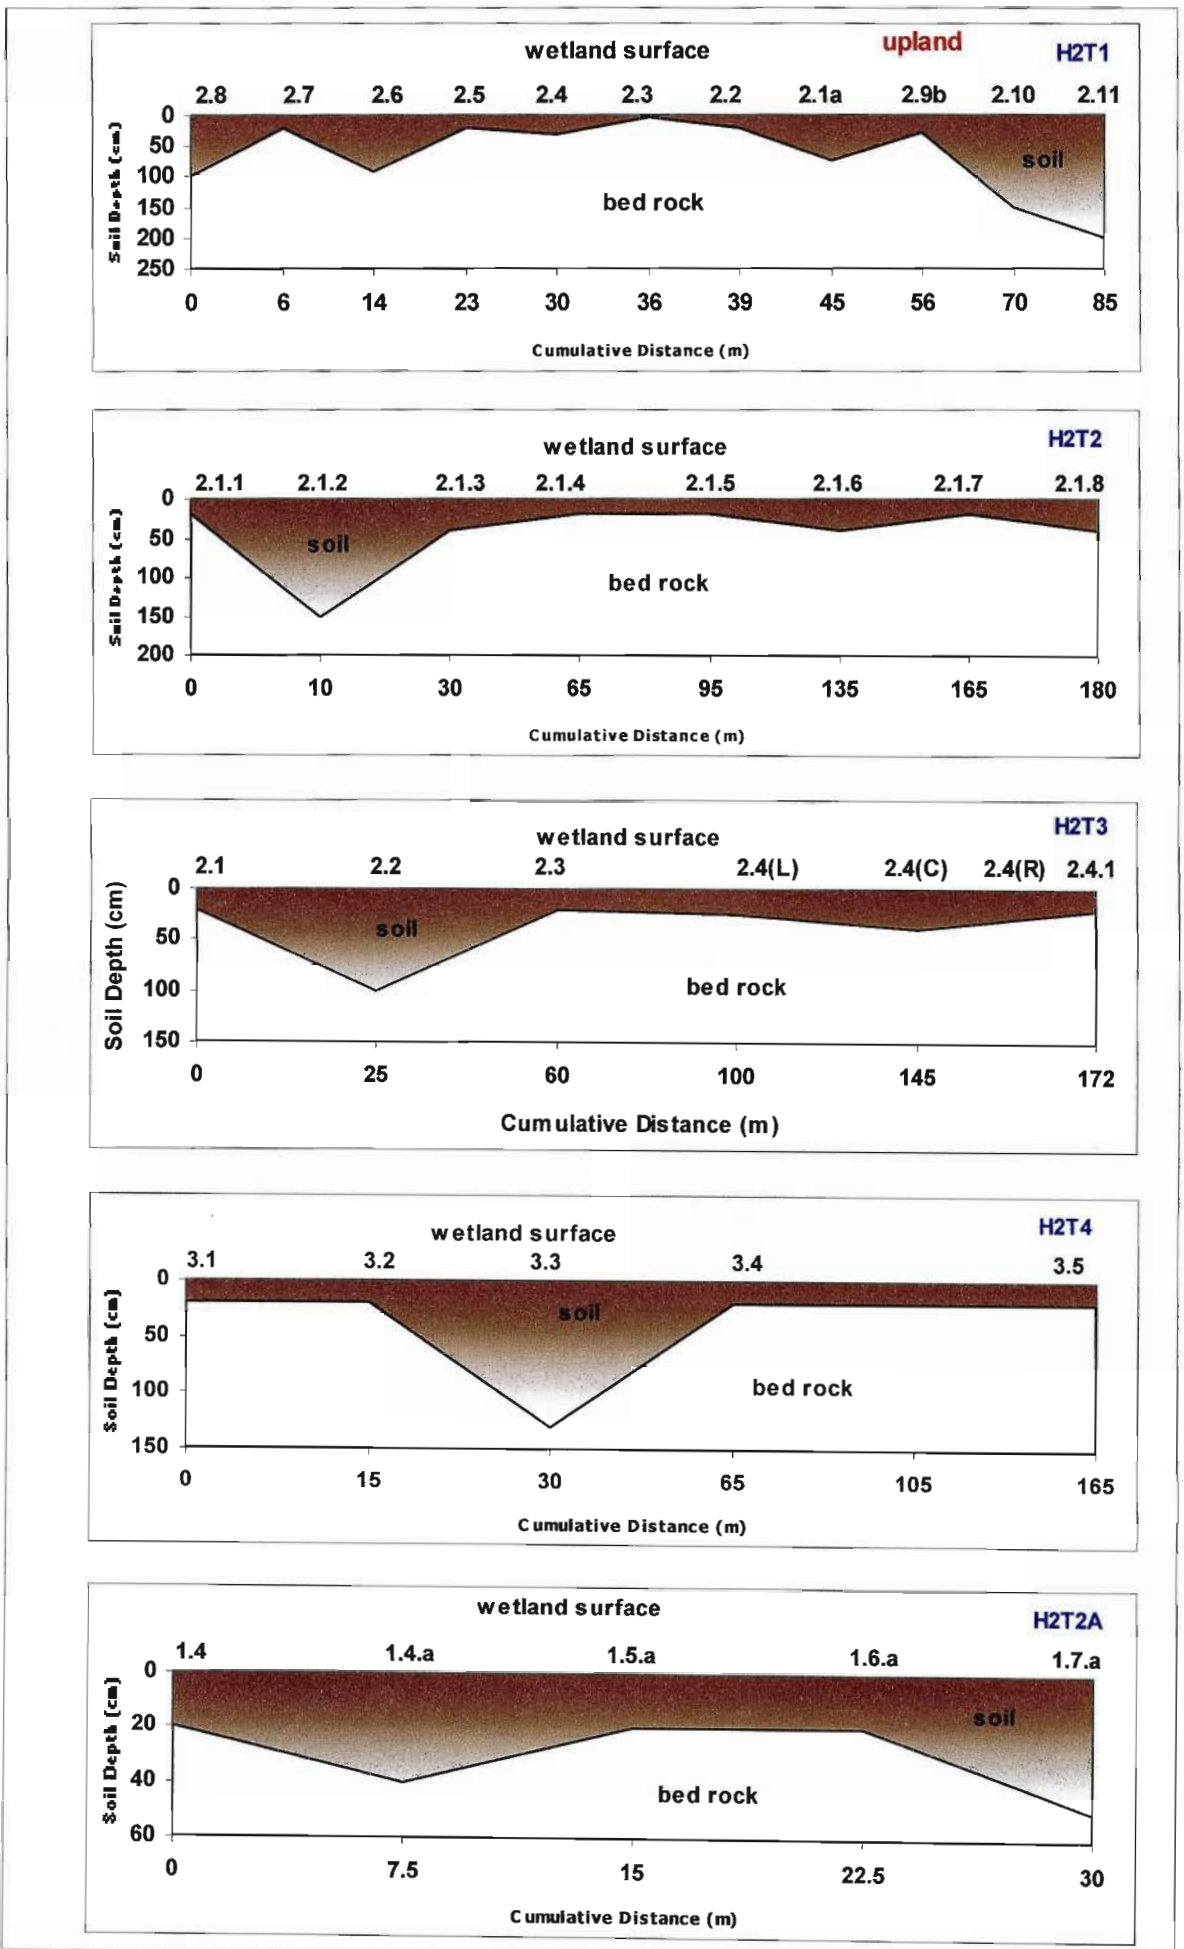 wetland surface upland H2T1
2.8 2.7 2.6 2.5 2.4 2.3 2.2 2.1a 2.9b 2.10 2.11
0
50
100
150
200
250
Soil Depth (cm)
soil
bed rock
0 6 14 23 30 36 39 45 56 70 85
Cumulative Distance (m)
wetland surface H2T2
2.1.1 2.1.2 2.1.3 2.1.4 2.1.5 2.1.6 2.1.7 2.1.8
0
50
100
150
200
Soil Depth (cm)
soil
bed rock
0 10 30 65 95 135 165 180
Cumulative Distance (m)
wetland surface H2T3
2.1 2.2 2.3 2.4(L) 2.4(C) 2.4(R) 2.4.1
0
50
100
150
Soil Depth (cm)
soil
bed rock
0 25 60 100 145 172
Cumulative Distance (m)
wetland surface H2T4
3.1 3.2 3.3 3.4 3.5
0
50
100
150
Soil Depth (cm)
soil
bed rock
0 15 30 65 105 165
Cumulative Distance (m)
wetland surface H2T2A
1.4 1.4.a 1.5.a 1.6.a 1.7.a
0
20
40
60
Soil Depth (cm)
soil
bed rock
0 7.5 15 22.5 30
Cumulative Distance (m)